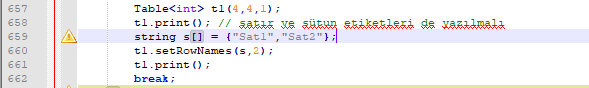 657 Table<int> t1(4,4,1);
658 t1.print(); // satır ve sütun etiketleri de yazılmalı
659 string s[] = {"Sat1","Sat2"};
660 t1.setRowNames(s,2);
661 t1.print();
662 break;